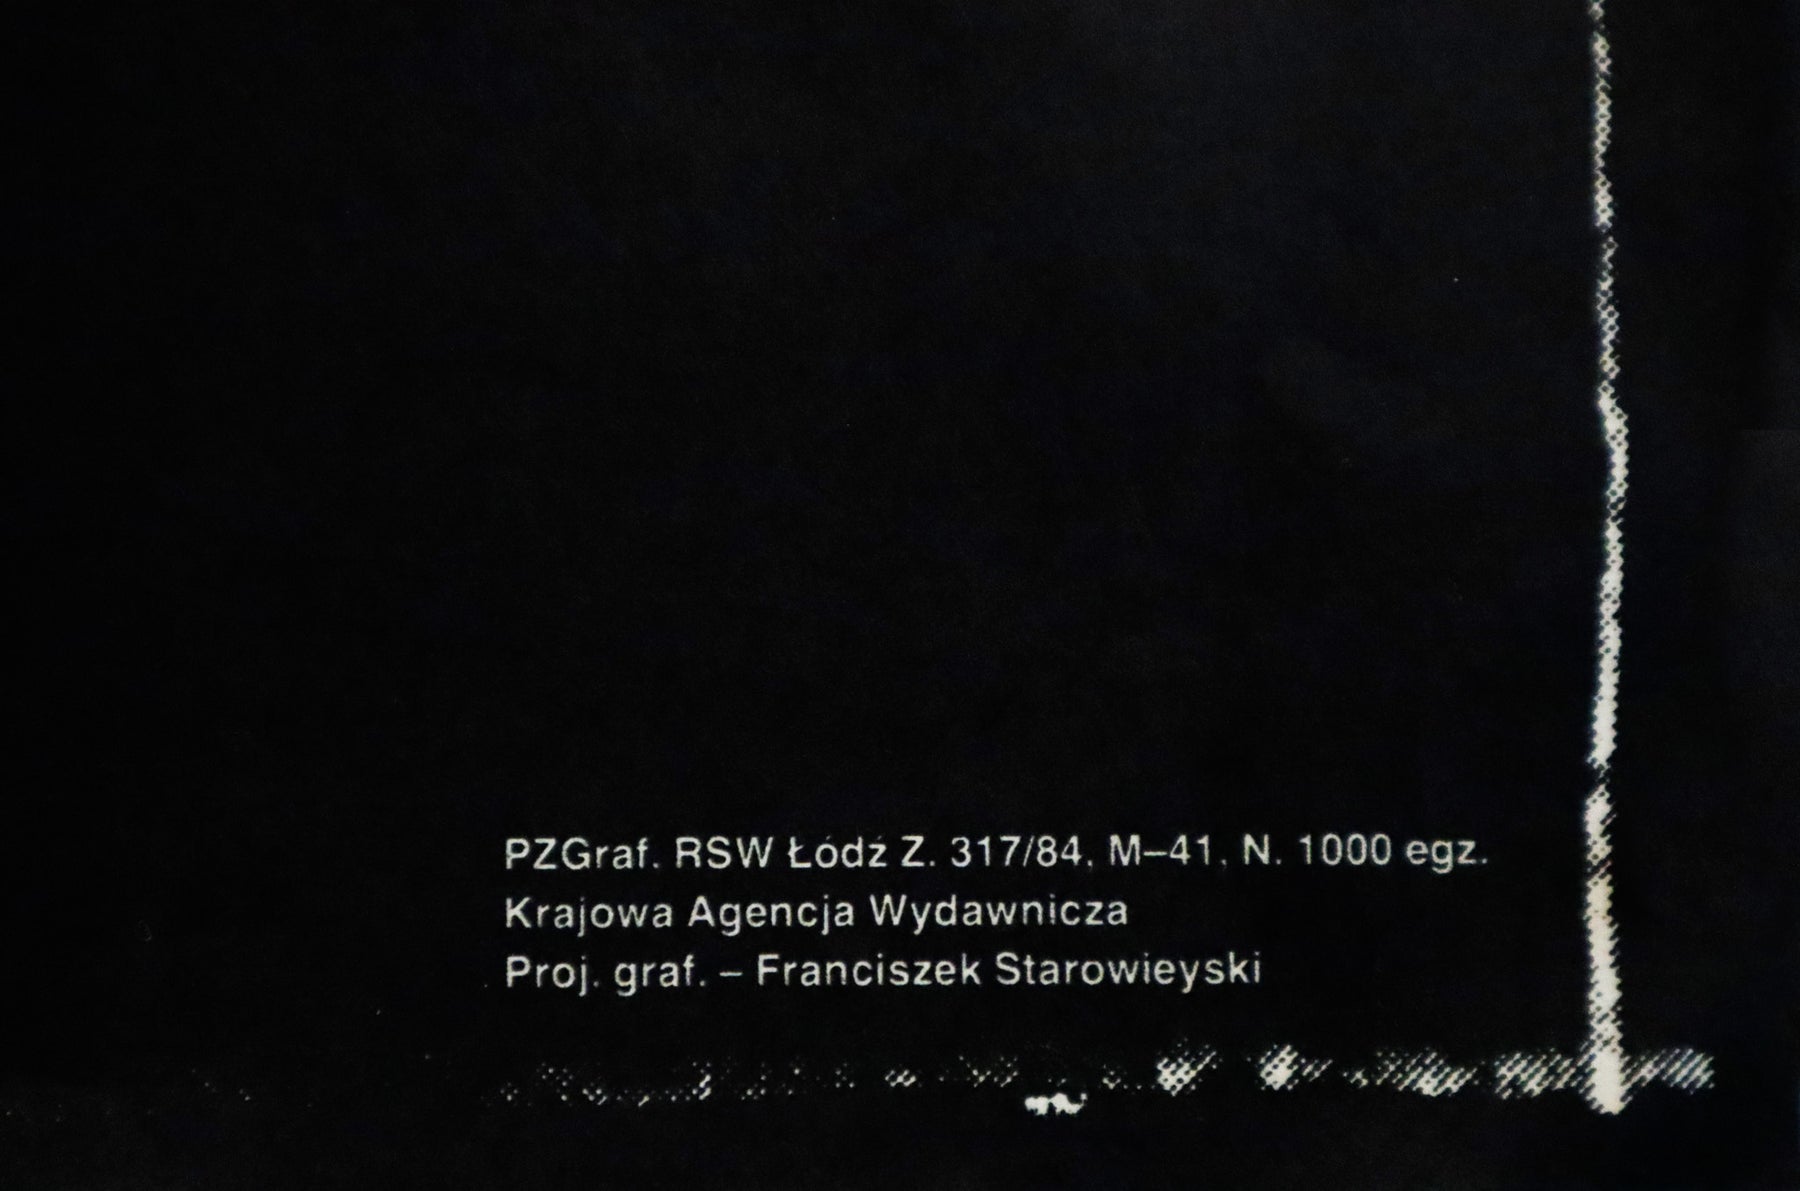 PZGraf. RSW Łódź Z. 317/84, M–41, N. 1000 egz.
Krajowa Agencja Wydawnicza
Proj. graf. – Franciszek Starowieyski